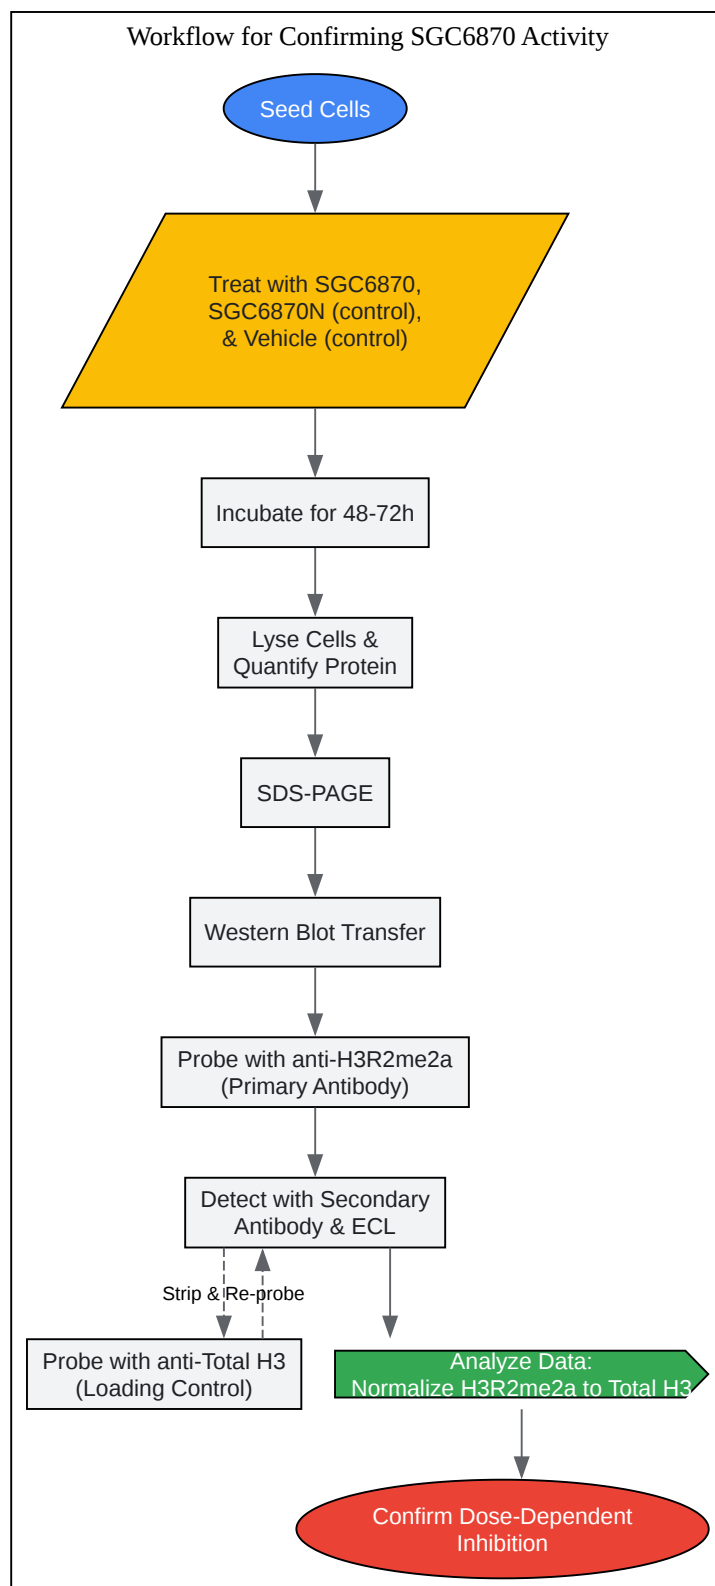 Workflow for Confirming SGC6870 Activity
Seed Cells
Treat with SGC6870,
SGC6870N (control),
& Vehicle (control)
Incubate for 48-72h
Lyse Cells &
Quantify Protein
SDS-PAGE
Western Blot Transfer
Probe with anti-H3R2me2a
(Primary Antibody)
Detect with Secondary
Antibody & ECL
Strip & Re-probe
Probe with anti-Total H3
(Loading Control)
Analyze Data:
Normalize H3R2me2a to Total H3
Confirm Dose-Dependent
Inhibition